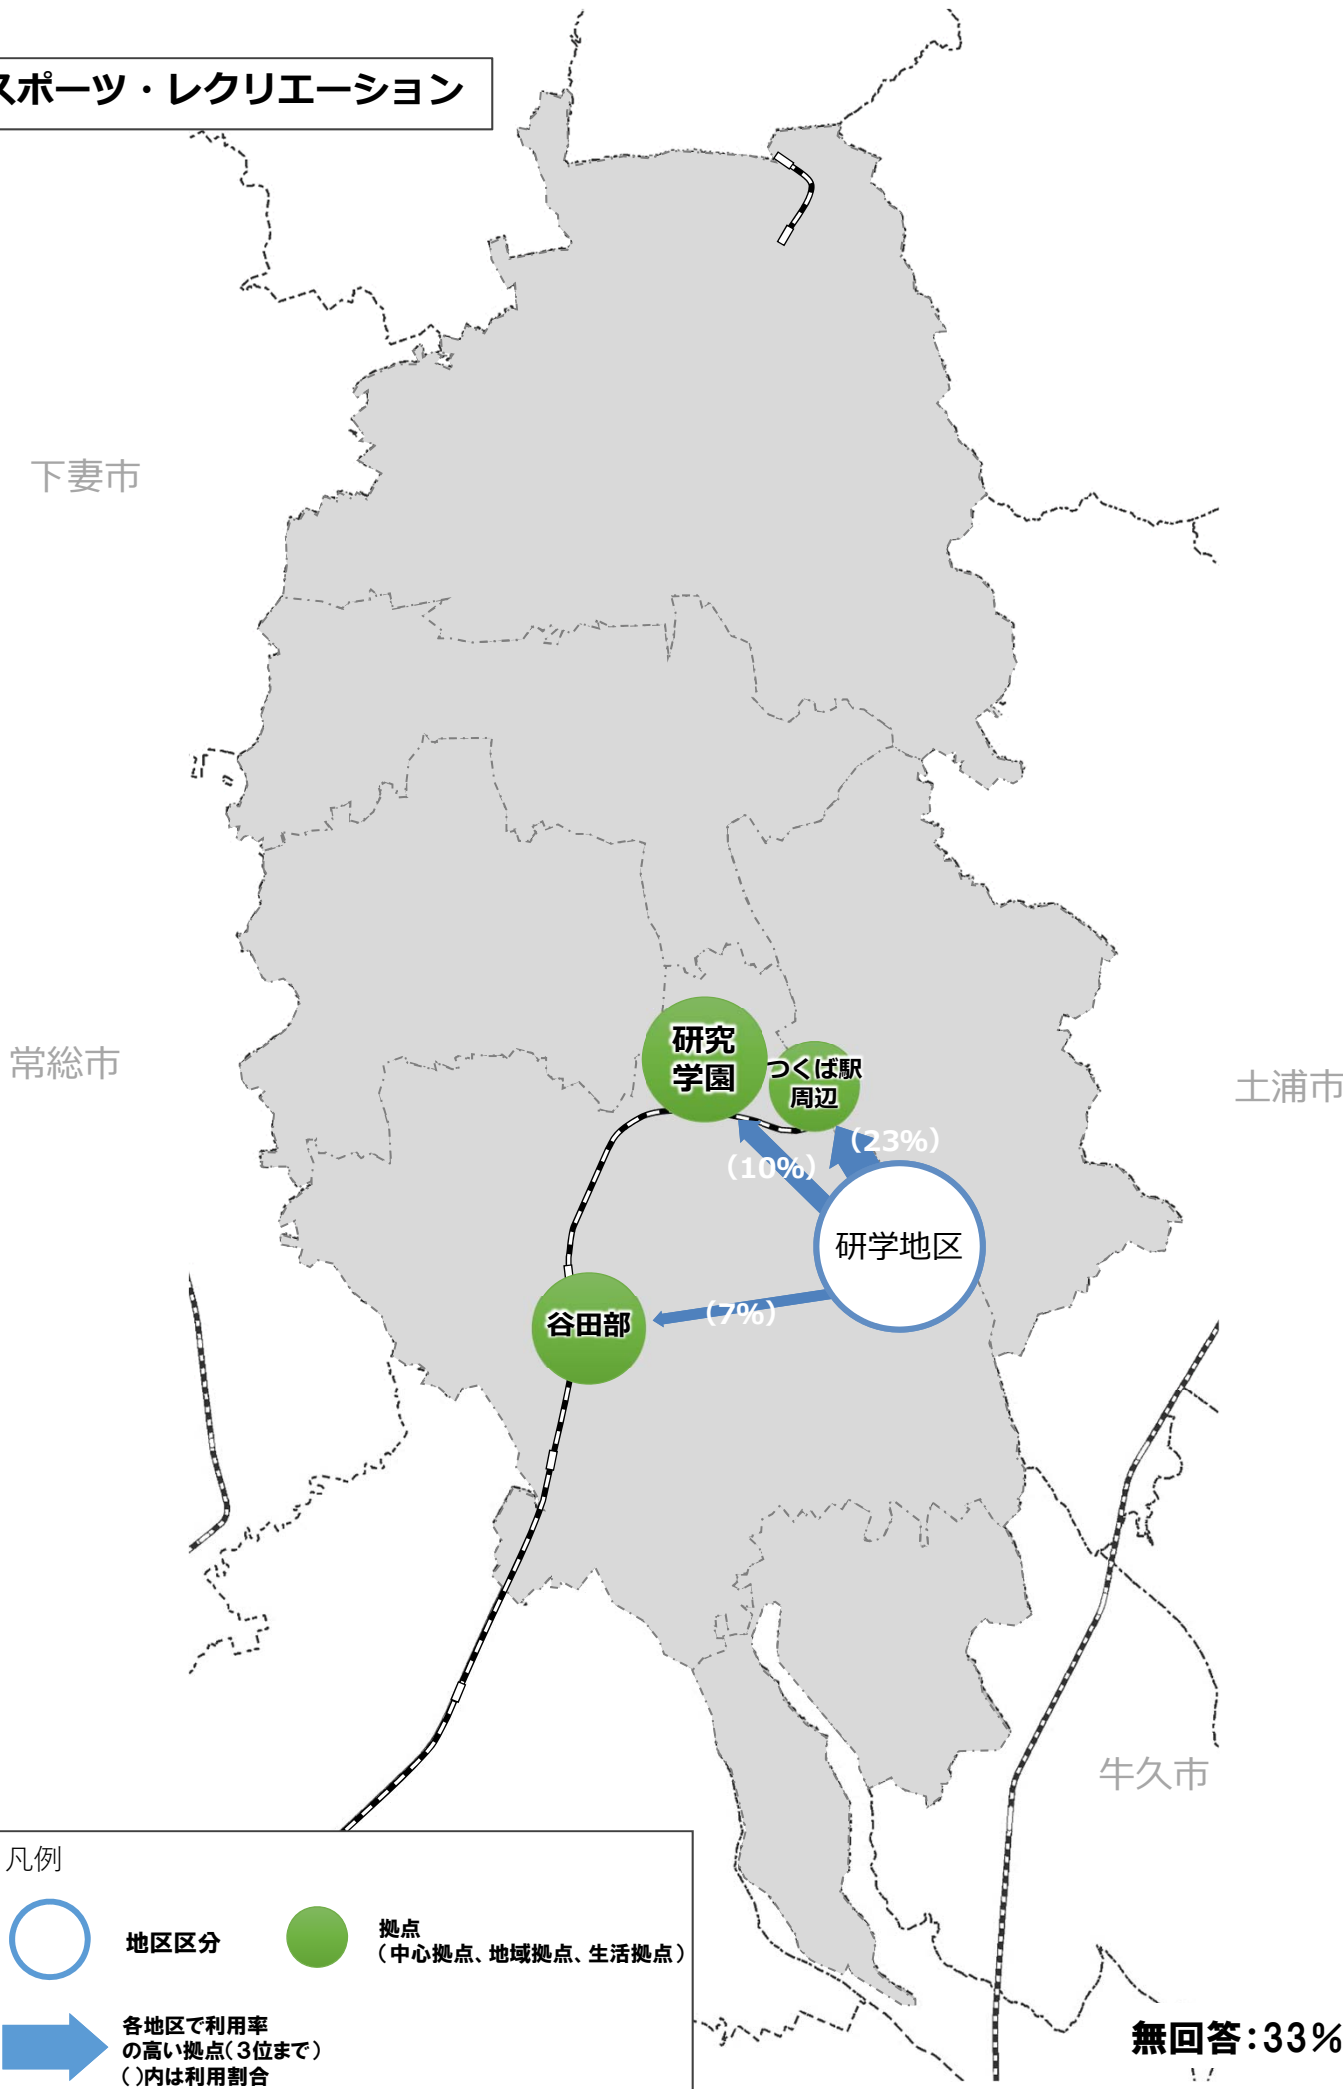 スポーツ・レクリエーション
下妻市
常総市
土浦市
研究
学園
つくば駅
周辺
(23%)
(10%)
研学地区
(7%)
谷田部
牛久市
凡例
地区区分
拠点
（中心拠点、地域拠点、生活拠点）
各地区で利用率
の高い拠点（3位まで）
（ ）内は利用割合
無回答：33%